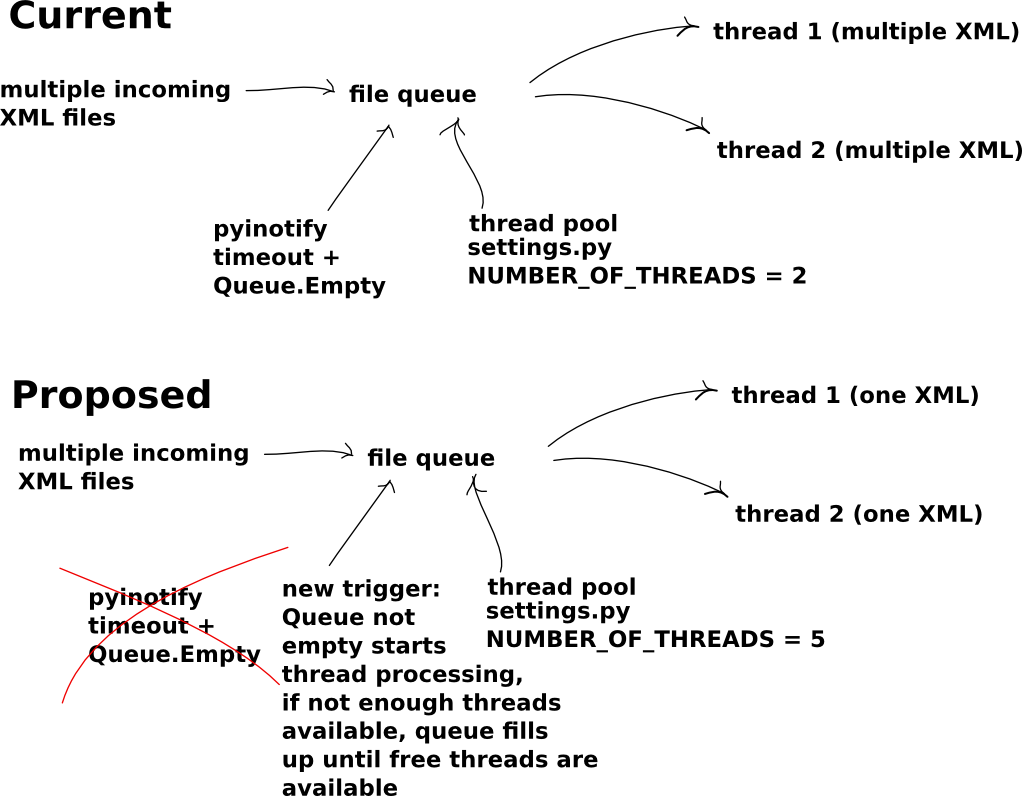 Current
thread 1 (multiple XML)
multiple incoming
XML files
file queue
thread 2 (multiple XML)
pyinotify
timeout +
Queue.Empty
thread pool
settings.py
NUMBER_OF_THREADS = 2
Proposed
thread 1 (one XML)
multiple incoming
XML files
file queue
thread 2 (one XML)
pyinotify
timeout +
Queue.Empty
new trigger:
Queue not
empty starts
thread processing,
if not enough threads
available, queue fills
up until free threads are
available
thread pool
settings.py
NUMBER_OF_THREADS = 5